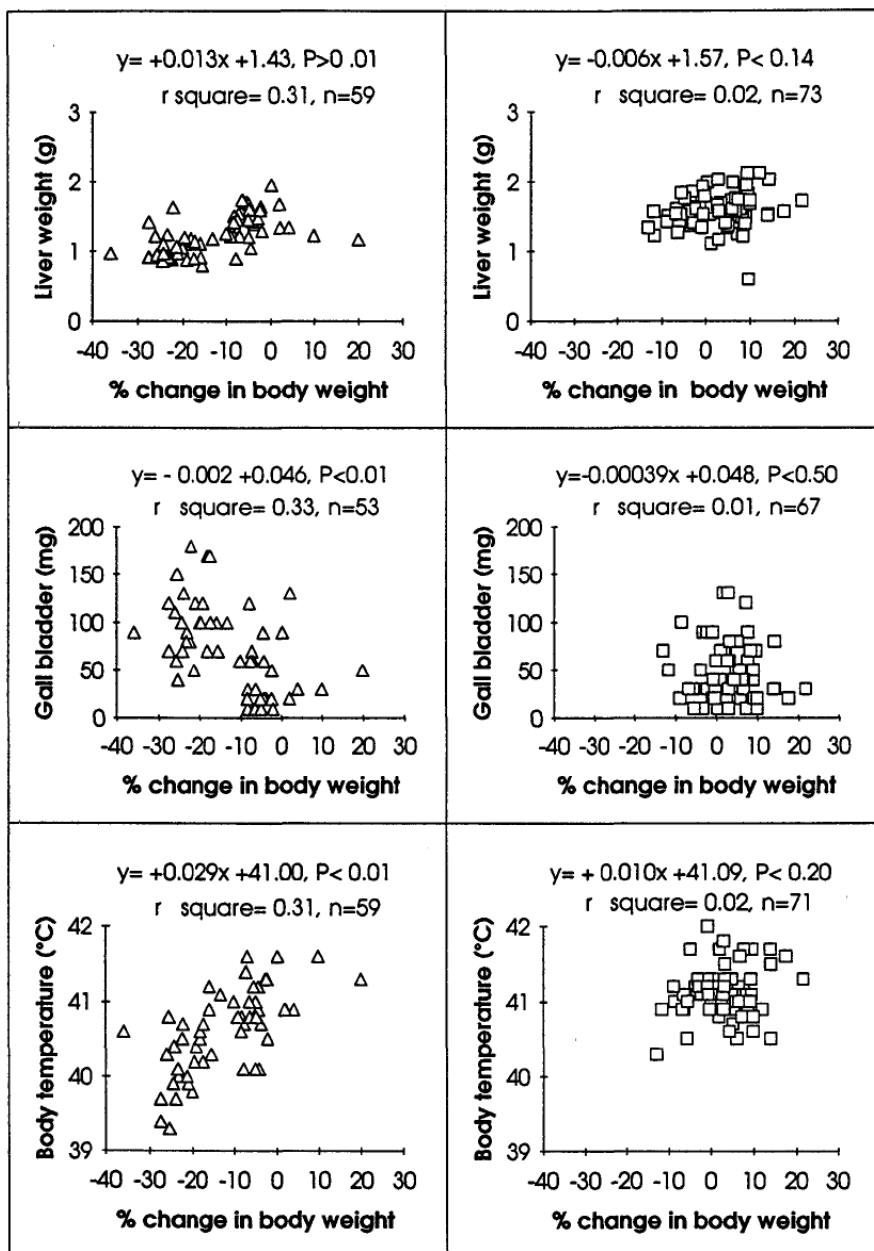 y= +0.013x +1.43, P>0 .01
r square= 0.31, n=59
3
2
1
0
Liver weight (g)
-40 -30 -20 -10 0 10 20 30
% change in body weight
y= -0.006x +1.57, P< 0.14
r square= 0.02, n=73
3
2
1
0
Liver weight (g)
-40 -30 -20 -10 0 10 20 30
% change in body weight
y= - 0.002 +0.046, P<0.01
r square= 0.33, n=53
200
150
100
50
0
Gall bladder (mg)
-40 -30 -20 -10 0 10 20 30
% change in body weight
y=-0.00039x +0.048, P<0.50
r square= 0.01, n=67
200
150
100
50
0
Gall bladder (mg)
-40 -30 -20 -10 0 10 20 30
% change in body weight
y= +0.029x +41.00, P< 0.01
r square= 0.31, n=59
42
41
40
39
Body temperature (°C)
-40 -30 -20 -10 0 10 20 30
% change in body weight
y= + 0.010x +41.09, P< 0.20
r square= 0.02, n=71
42
41
40
39
Body temperature (°C)
-40 -30 -20 -10 0 10 20 30
% change in body weight